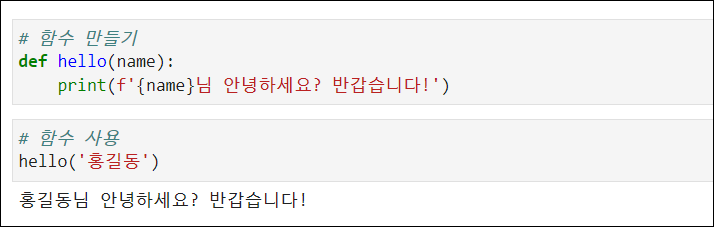 # 함수 만들기
def hello(name):
    print(f'{name}님 안녕하세요? 반갑습니다!')
# 함수 사용
hello('홍길동')
홍길동님 안녕하세요? 반갑습니다!